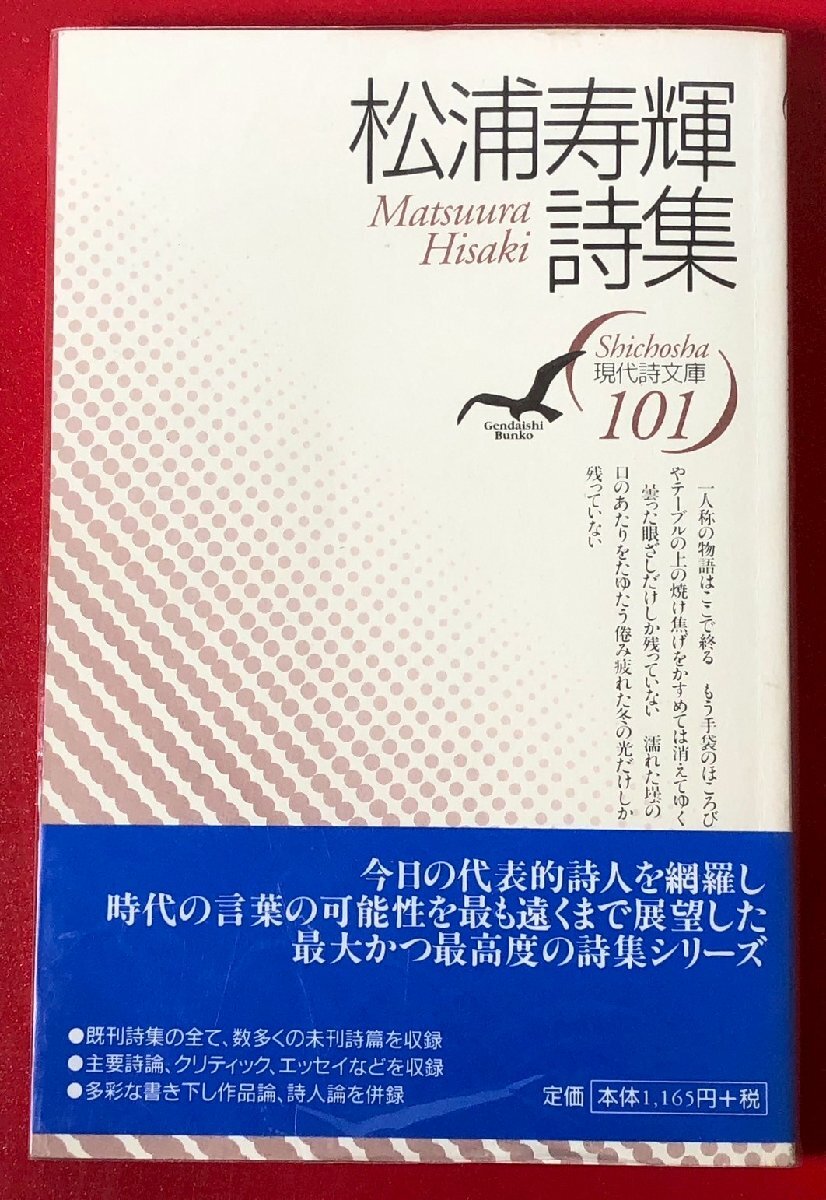 松浦寿輝
詩集
Matsuura
Hisaki
Shichosha
現代詩文庫
101
Gendaishi
Bunko
一人称の物語はここで終る　もう手袋のほころび
やテーブルの上の焼け焦げをかすめては消えてゆく
曇った眼ざしだけしか残っていない　濡れた
口のあたりをたゆたう倦み疲れた冬の光だけしか
残っていない
今日の代表的詩人を網羅し
時代の言葉の可能性を最も遠くまで展望した
最大かつ最高度の詩集シリーズ
●既刊詩集の全て、数多くの未刊詩篇を収録
●主要詩論、クリティック、エッセイなどを収録
●多彩な書き下し作品論、詩人論を併録
定価 本体1,165円+税